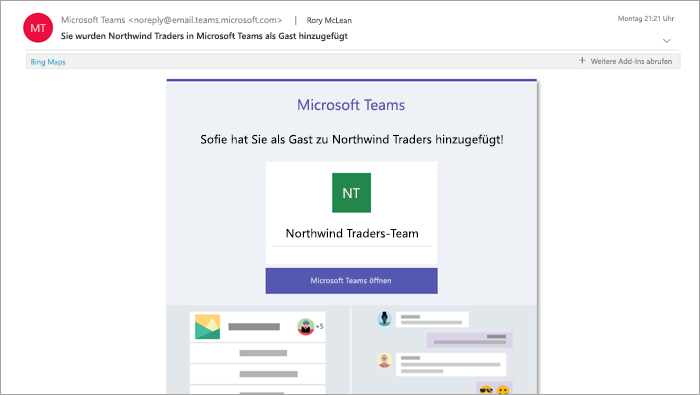 MT
Microsoft Teams <noreply@email.teams.microsoft.com> | Rory McLean
Montag 21:21 Uhr
Sie wurden Northwind Traders in Microsoft Teams als Gast hinzugefügt
Bing Maps
+ Weitere Add-Ins abrufen
Microsoft Teams
Sofie hat Sie als Gast zu Northwind Traders hinzugefügt!
NT
Northwind Traders-Team
Microsoft Teams öffnen
+5